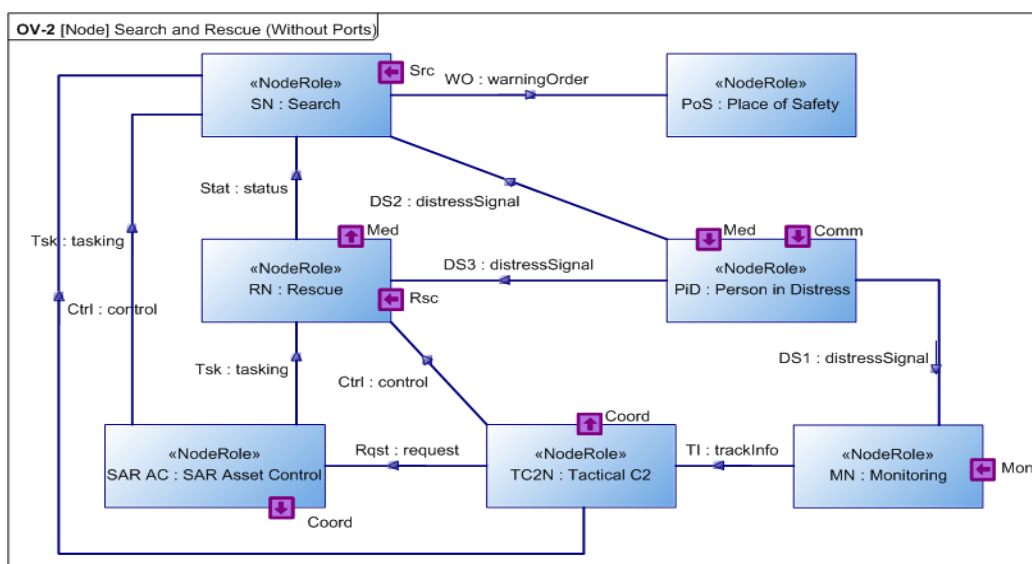 OV-2 [Node] Search and Rescue (Without Ports)
«NodeRole»
SN : Search
Src
WO : warningOrder
«NodeRole»
PoS : Place of Safety
Stat : status
DS2 : distressSignal
Tsk : tasking
Med
Med
Comm
«NodeRole»
RN : Rescue
DS3 : distressSignal
«NodeRole»
PiD : Person in Distress
Rsc
Ctrl : control
DS1 : distressSignal
Tsk : tasking
Ctrl : control
Coord
«NodeRole»
SAR AC : SAR Asset Control
Rqst : request
«NodeRole»
TC2N : Tactical C2
TI : trackInfo
«NodeRole»
MN : Monitoring
Mon
Coord